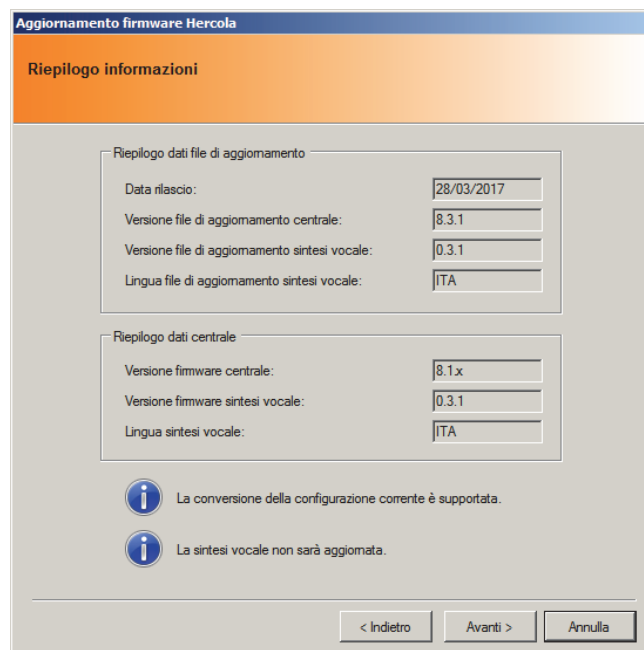 Aggiornamento firmware Hercola
Riepilogo informazioni
Riepilogo dati file di aggiornamento
Data rilascio: 28/03/2017
Versione file di aggiornamento centrale: 8.3.1
Versione file di aggiornamento sintesi vocale: 0.3.1
Lingua file di aggiornamento sintesi vocale: ITA
Riepilogo dati centrale
Versione firmware centrale: 8.1.x
Versione firmware sintesi vocale: 0.3.1
Lingua sintesi vocale: ITA
La conversione della configurazione corrente è supportata.
La sintesi vocale non sarà aggiornata.
< Indietro Avanti > Annulla